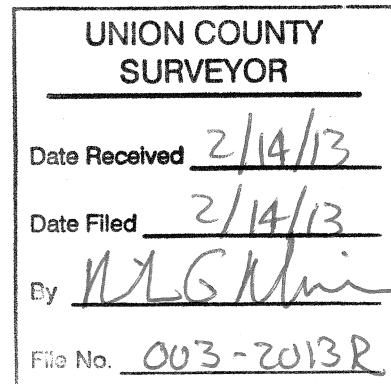 UNION COUNTY
SURVEYOR
Date Received 2/14/13
Date Filed 2/14/13
By
File No. 003-2013R